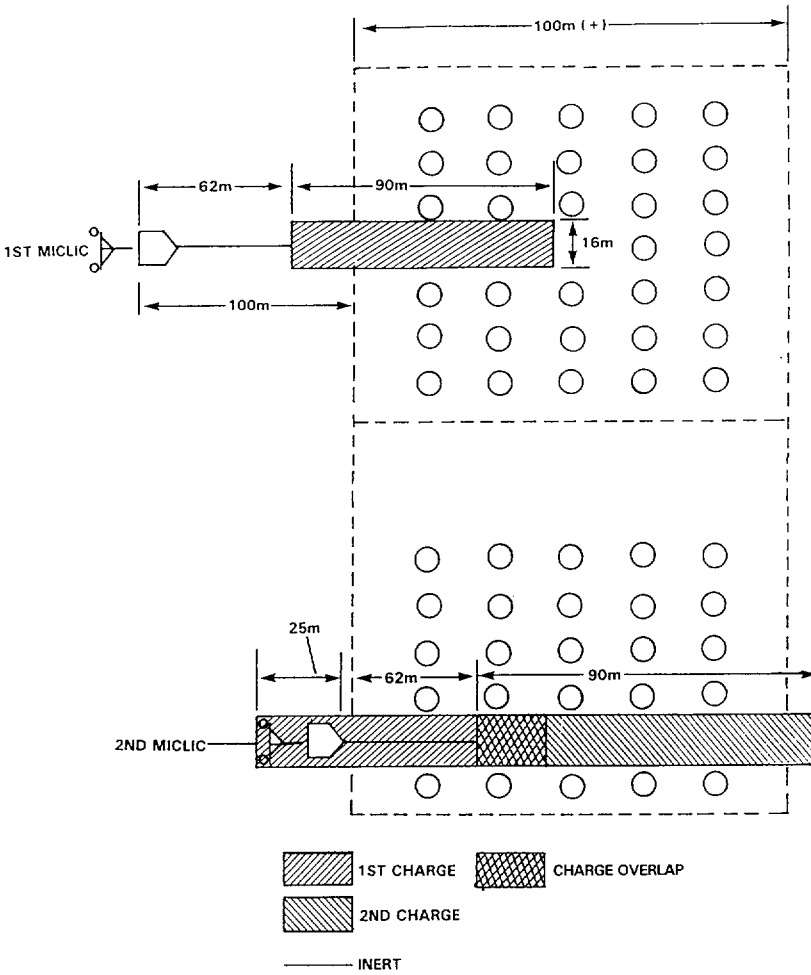 100m (+)
62m
90m
1ST MICLIC
16m
100m
25m
62m
90m
2ND MICLIC
1ST CHARGE
CHARGE OVERLAP
2ND CHARGE
INERT